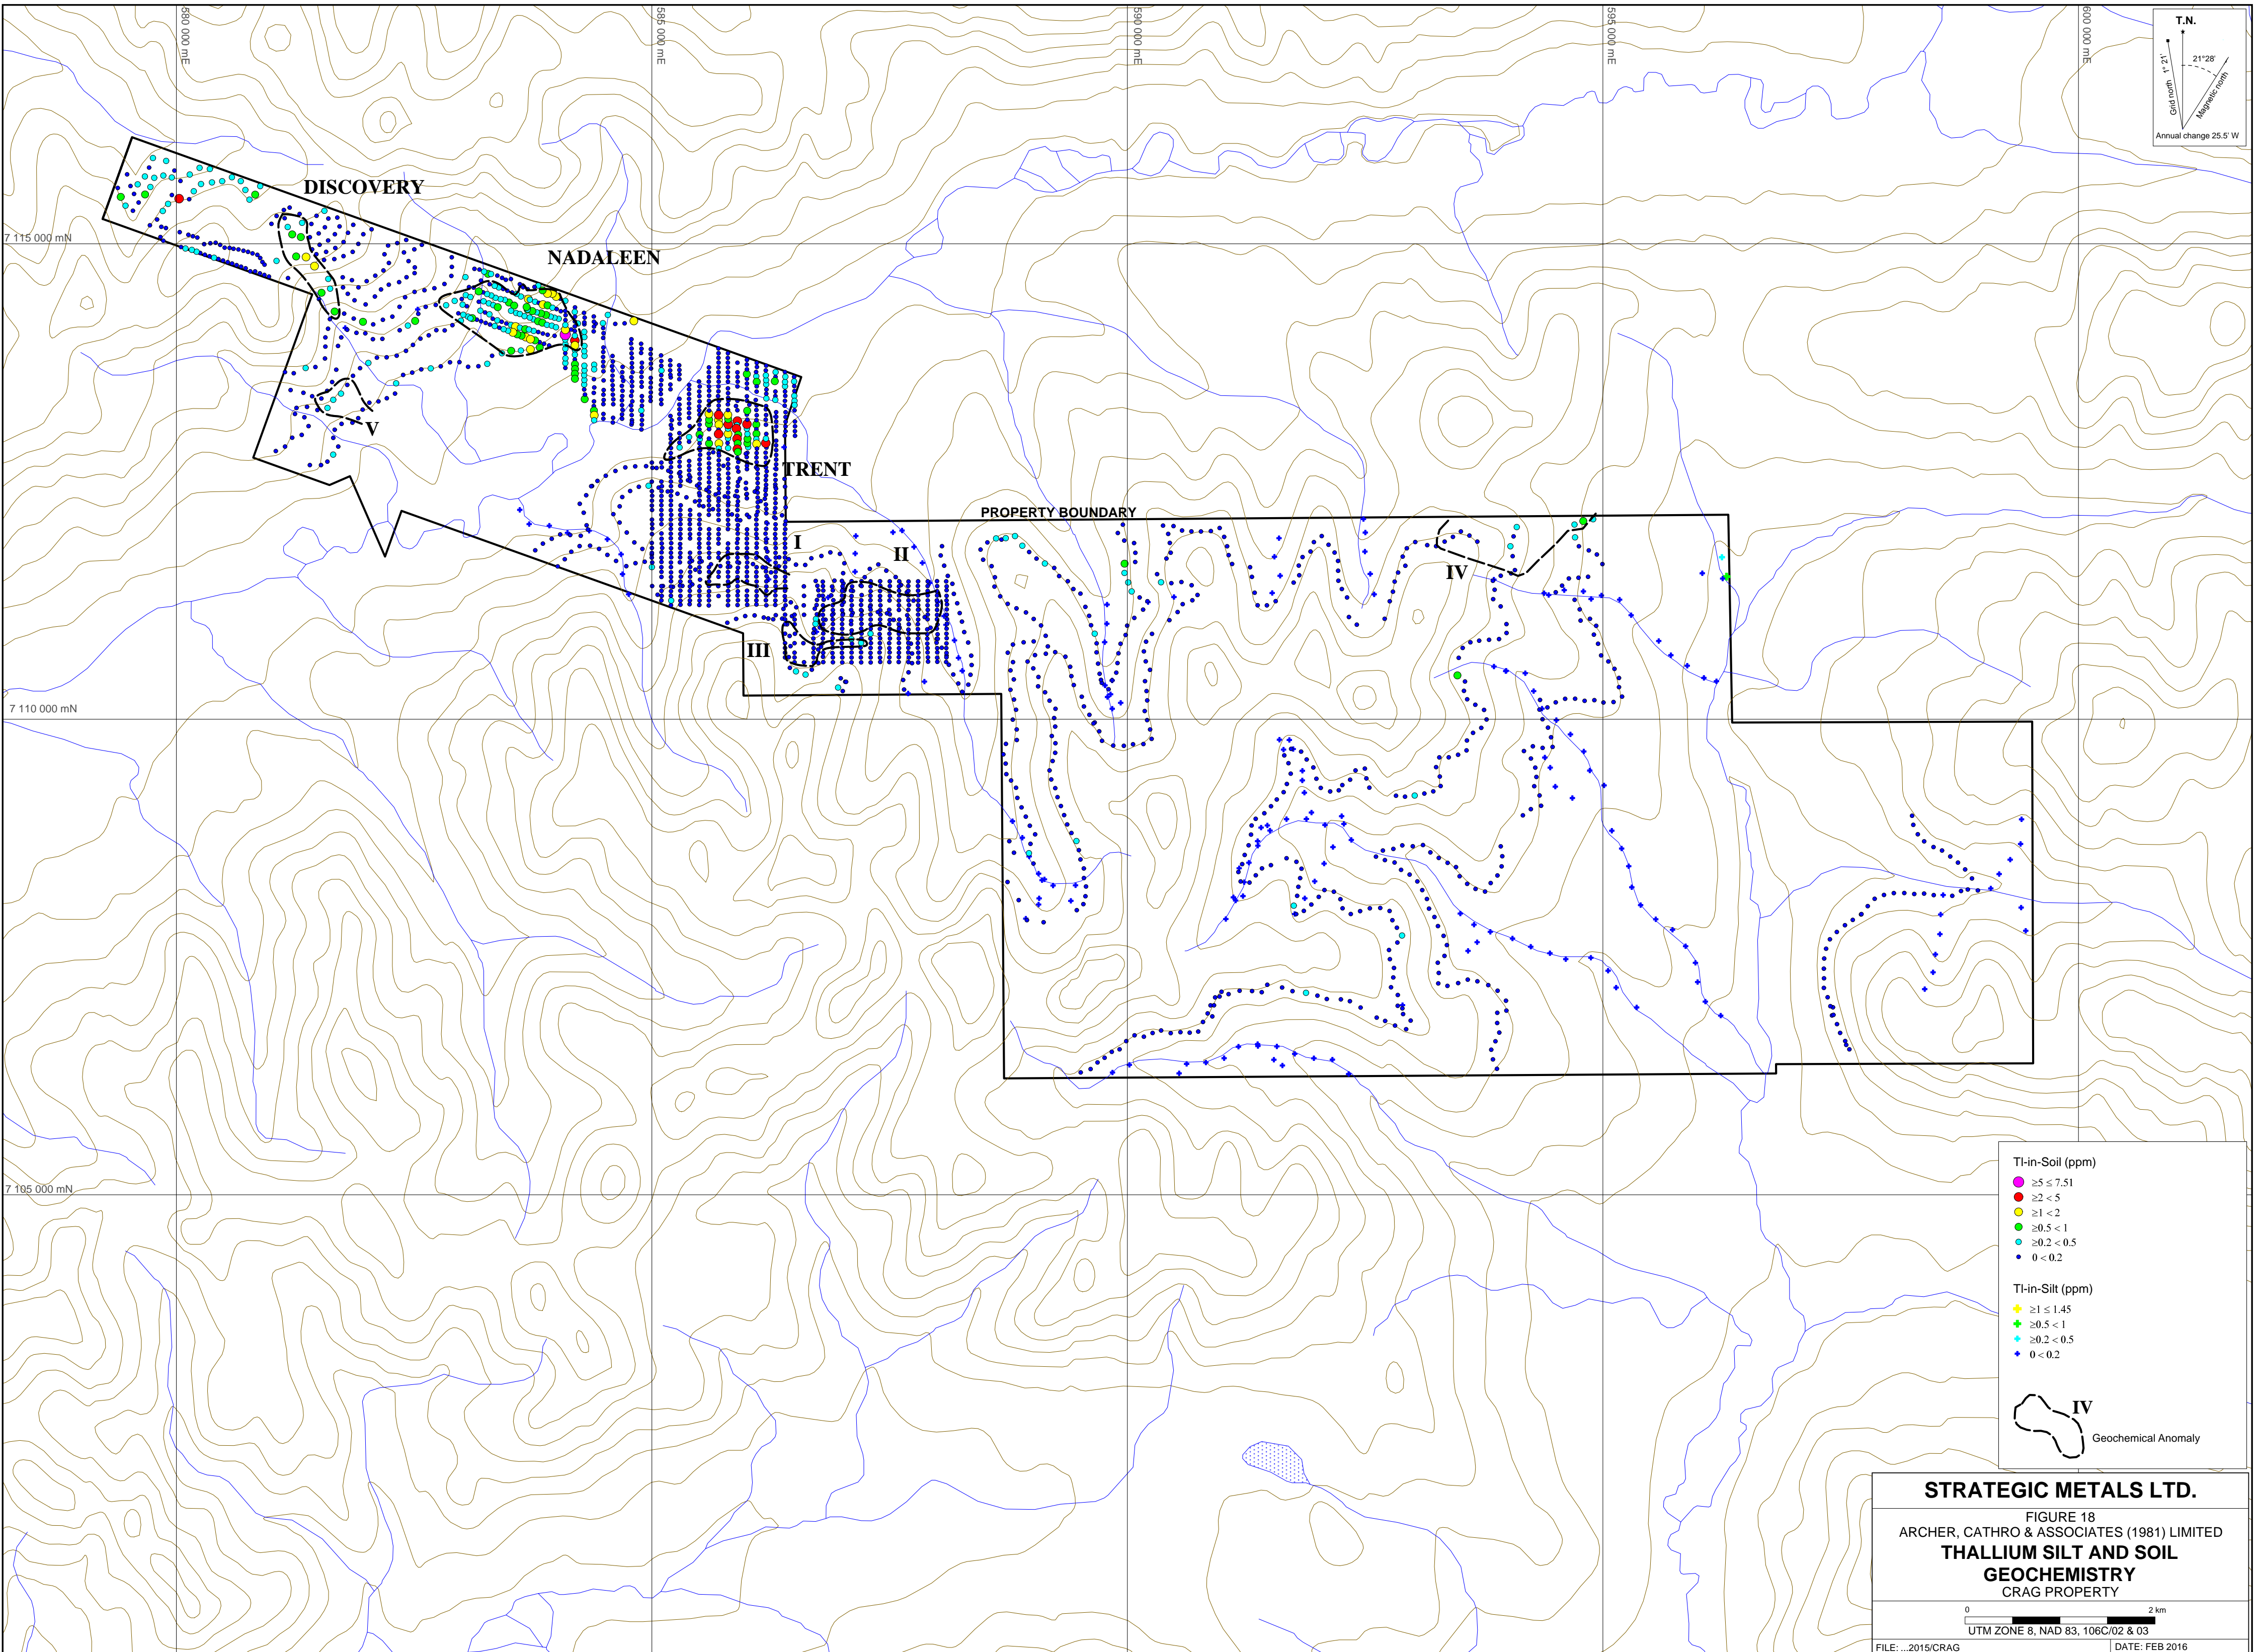 580 000 mE
585 000 mE
590 000 mE
595 000 mE
600 000 mE
T.N.
21°28'
Grid north 1° 21'
Magnetic north
Annual change 25.5' W
DISCOVERY
7 115 000 mN
NADALEEN
V
TRENT
PROPERTY BOUNDARY
I
II
IV
III
7 110 000 mN
7 105 000 mN
Tl-in-Soil (ppm)
≥5 ≤ 7.51
≥2 < 5
≥1 < 2
≥0.5 < 1
≥0.2 < 0.5
0 < 0.2
Tl-in-Silt (ppm)
≥1 ≤ 1.45
≥0.5 < 1
≥0.2 < 0.5
0 < 0.2
IV
Geochemical Anomaly
STRATEGIC METALS LTD.
FIGURE 18
ARCHER, CATHRO & ASSOCIATES (1981) LIMITED
THALLIUM SILT AND SOIL
GEOCHEMISTRY
CRAG PROPERTY
0 2 km
UTM ZONE 8, NAD 83, 106C/02 & 03
FILE: ...2015/CRAG DATE: FEB 2016